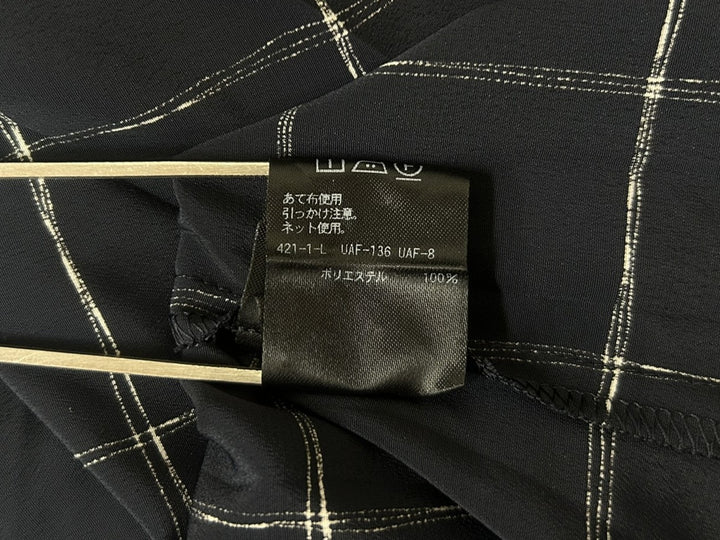 あて布使用
引っかけ注意。
ネット使用。
421-1-L UAF-136 UAF-8
ポリエステル 100%